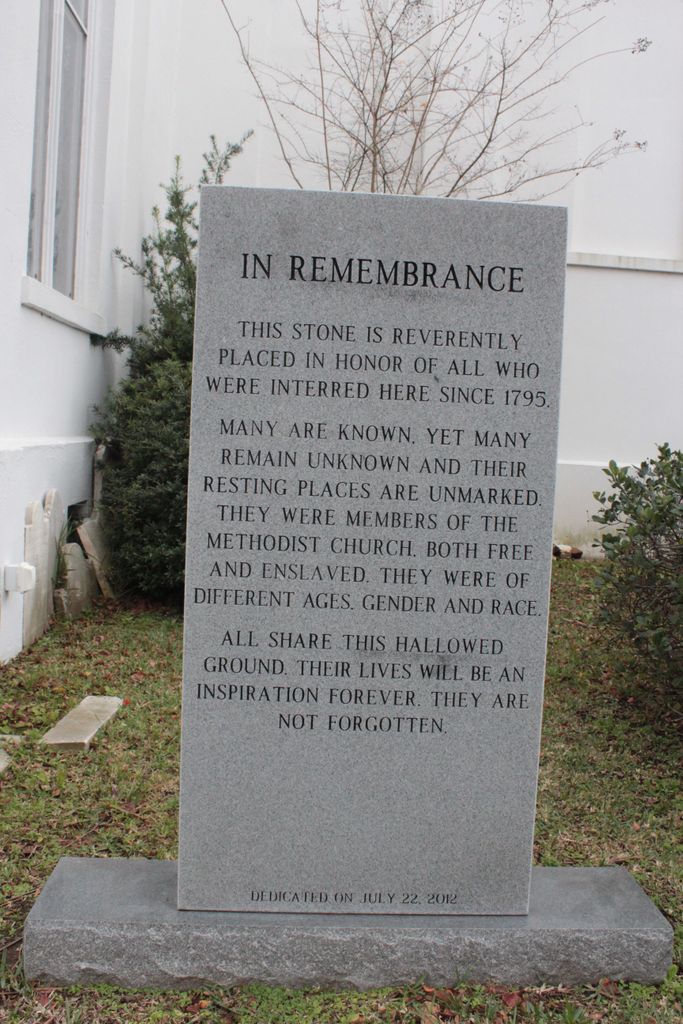 IN REMEMBRANCE
THIS STONE IS REVERENTLY
PLACED IN HONOR OF ALL WHO
WERE INTERRED HERE SINCE 1795.
MANY ARE KNOWN, YET MANY
REMAIN UNKNOWN AND THEIR
RESTING PLACES ARE UNMARKED.
THEY WERE MEMBERS OF THE
METHODIST CHURCH, BOTH FREE
AND ENSLAVED. THEY WERE OF
DIFFERENT AGES, GENDER AND RACE.
ALL SHARE THIS HALLOWED
GROUND. THEIR LIVES WILL BE AN
INSPIRATION FOREVER. THEY ARE
NOT FORGOTTEN.
DEDICATED ON JULY 22, 2012